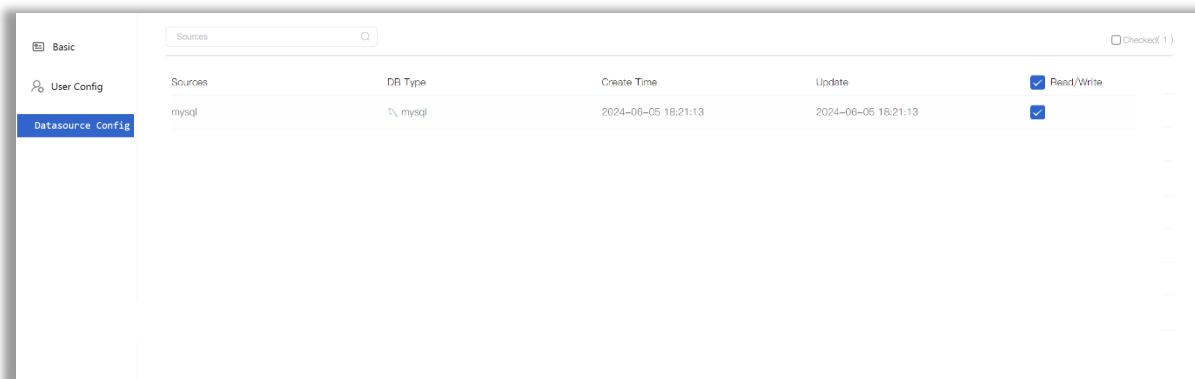 Basic
User Config
Datasource Config
Sources
Checked( 1 )
Sources DB Type Create Time Update Read/Write
mysql mysql 2024-06-05 18:21:13 2024-06-05 18:21:13